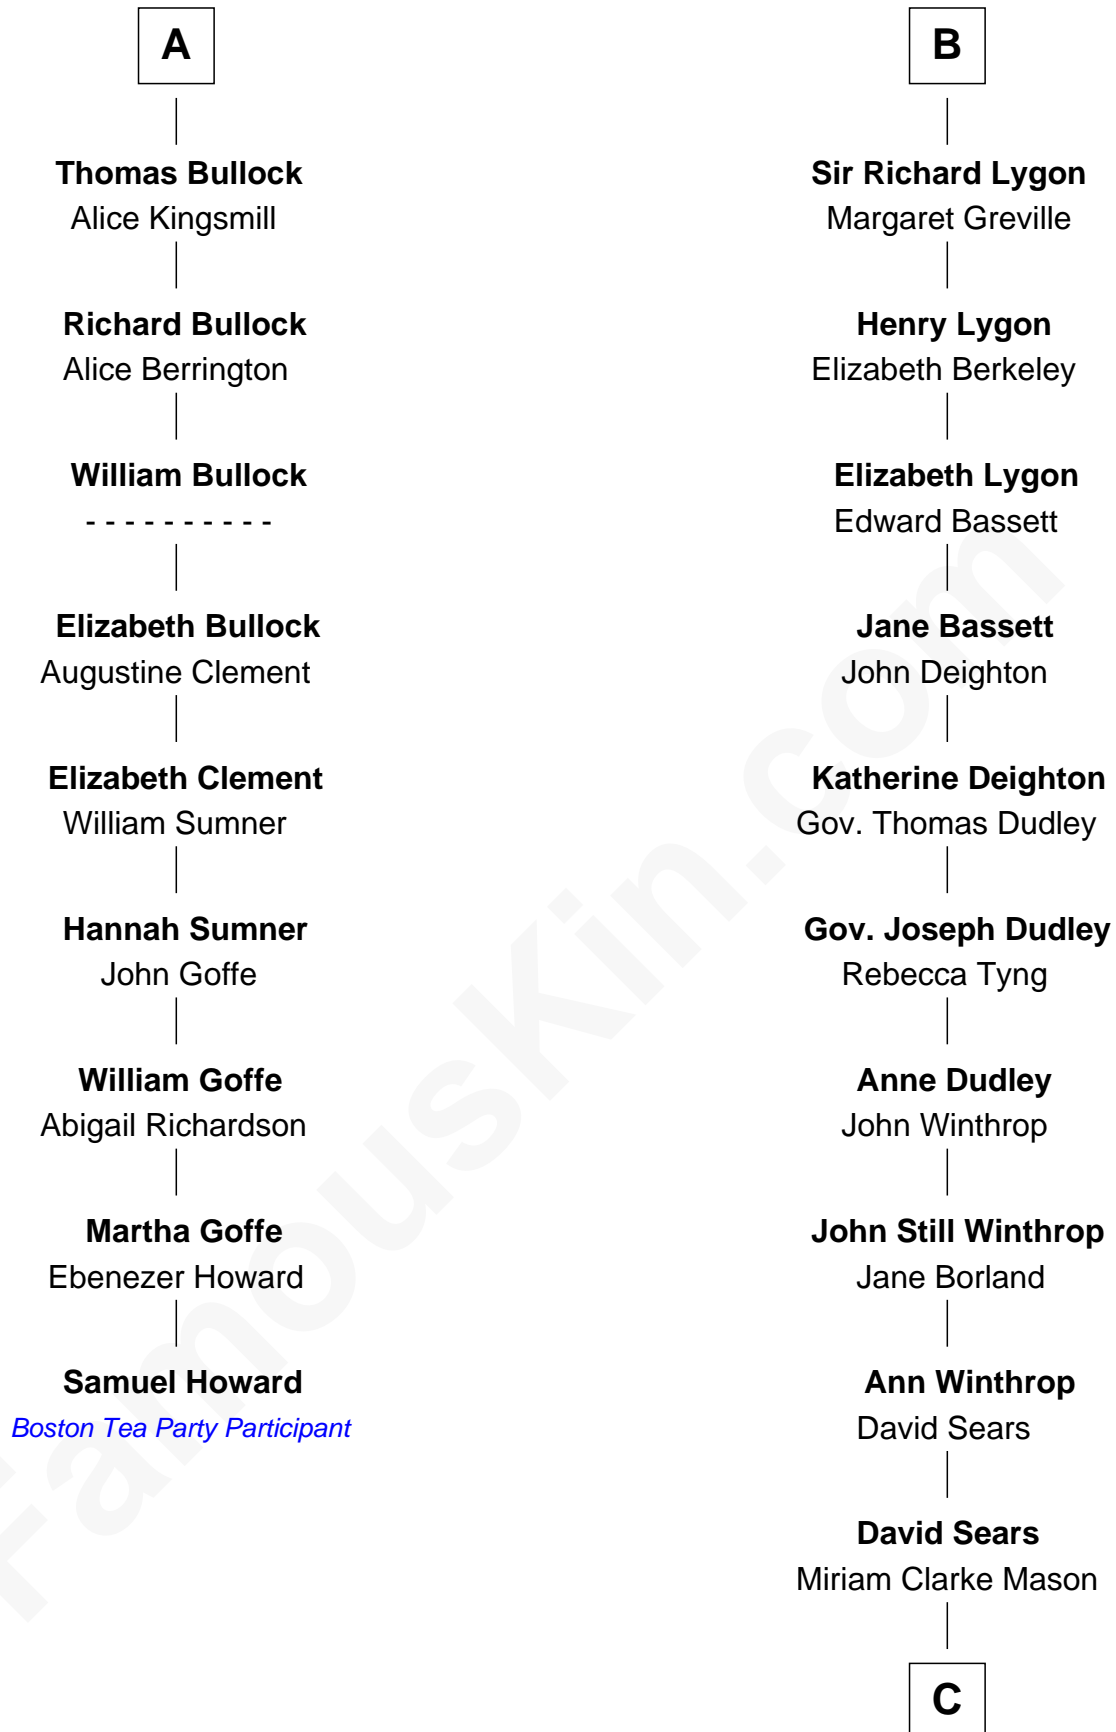 A
Thomas Bullock
Alice Kingsmill
Richard Bullock
Alice Berrington
William Bullock
- - - - - - - - - -
Elizabeth Bullock
Augustine Clement
Elizabeth Clement
William Sumner
Hannah Sumner
John Goffe
William Goffe
Abigail Richardson
Martha Goffe
Ebenezer Howard
Samuel Howard
Boston Tea Party Participant
B
Sir Richard Lygon
Margaret Greville
Henry Lygon
Elizabeth Berkeley
Elizabeth Lygon
Edward Bassett
Jane Bassett
John Deighton
Katherine Deighton
Gov. Thomas Dudley
Gov. Joseph Dudley
Rebecca Tyng
Anne Dudley
John Winthrop
John Still Winthrop
Jane Borland
Ann Winthrop
David Sears
David Sears
Miriam Clarke Mason
C
FamousKin.com